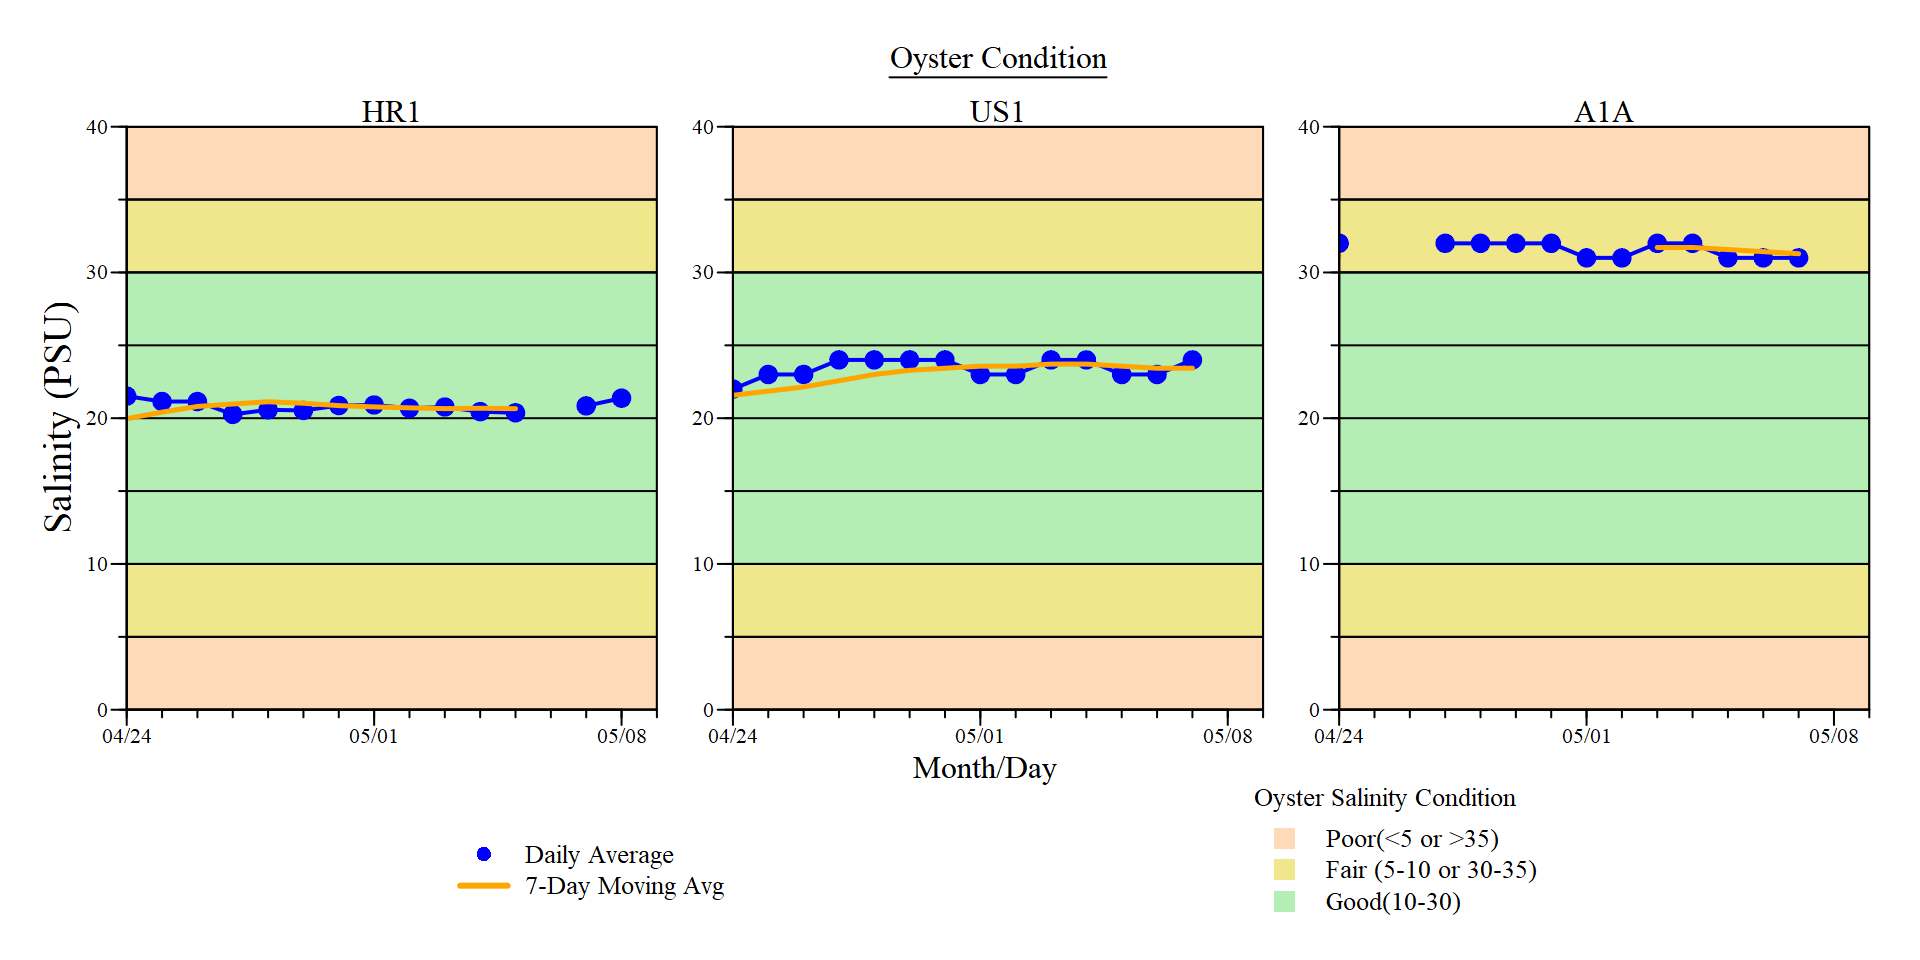 Oyster Condition
HR1
US1
A1A
40
30
20
10
0
40
30
20
10
0
40
30
20
10
0
Salinity (PSU)
04/24
05/01
05/08
04/24
05/01
05/08
04/24
05/01
05/08
Month/Day
Daily Average
7-Day Moving Avg
Oyster Salinity Condition
Poor(<5 or >35)
Fair (5-10 or 30-35)
Good(10-30)